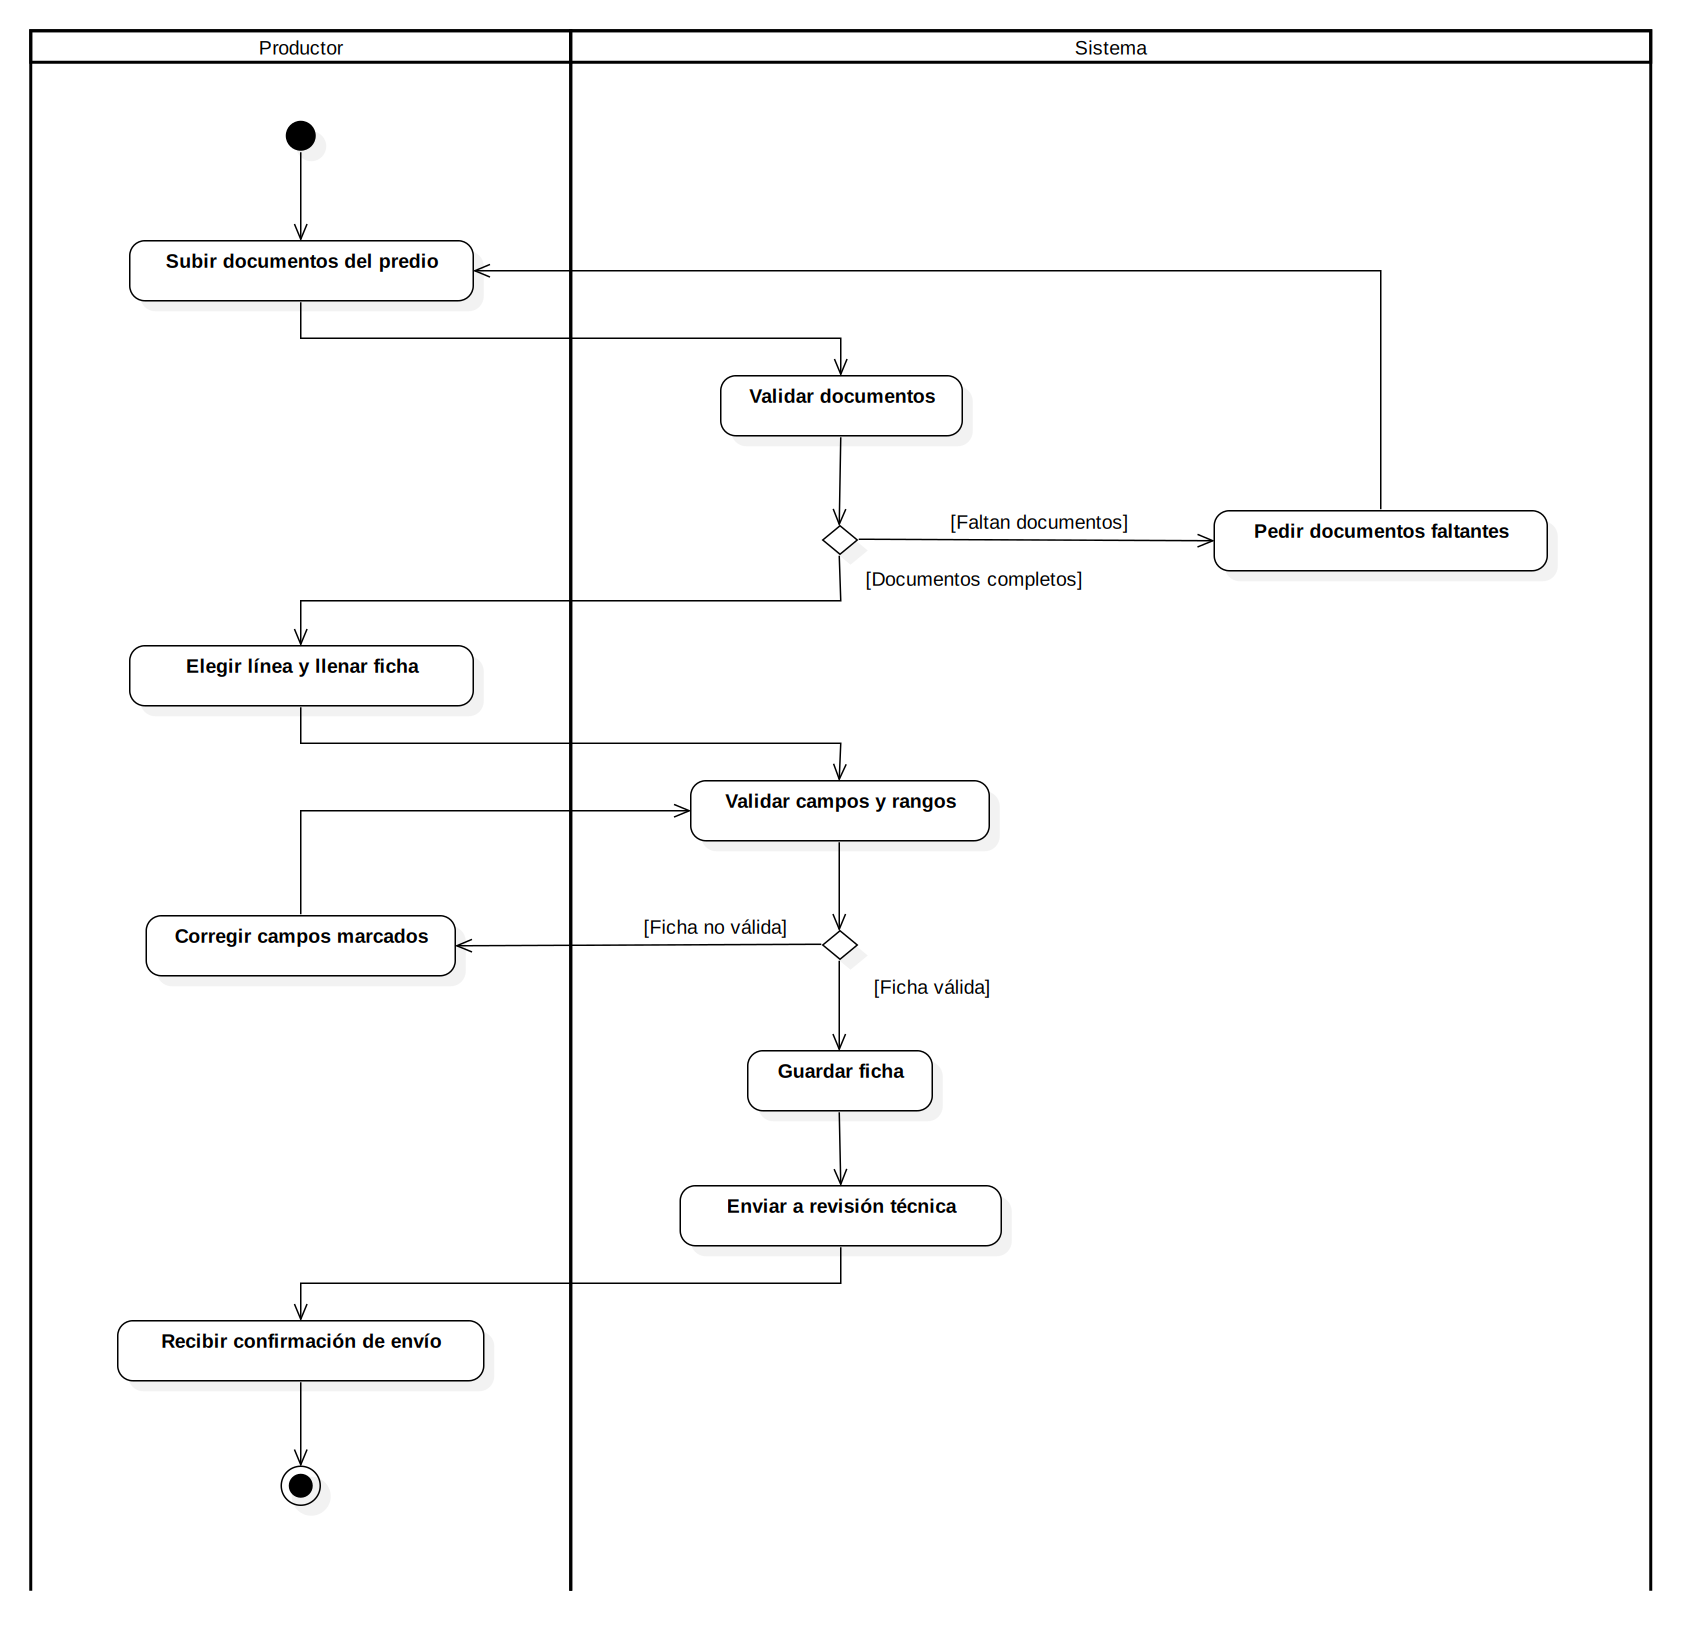 Productor
Sistema
Subir documentos del predio
Validar documentos
[Faltan documentos]
Pedir documentos faltantes
[Documentos completos]
Elegir línea y llenar ficha
Validar campos y rangos
[Ficha no válida]
Corregir campos marcados
[Ficha válida]
Guardar ficha
Enviar a revisión técnica
Recibir confirmación de envío